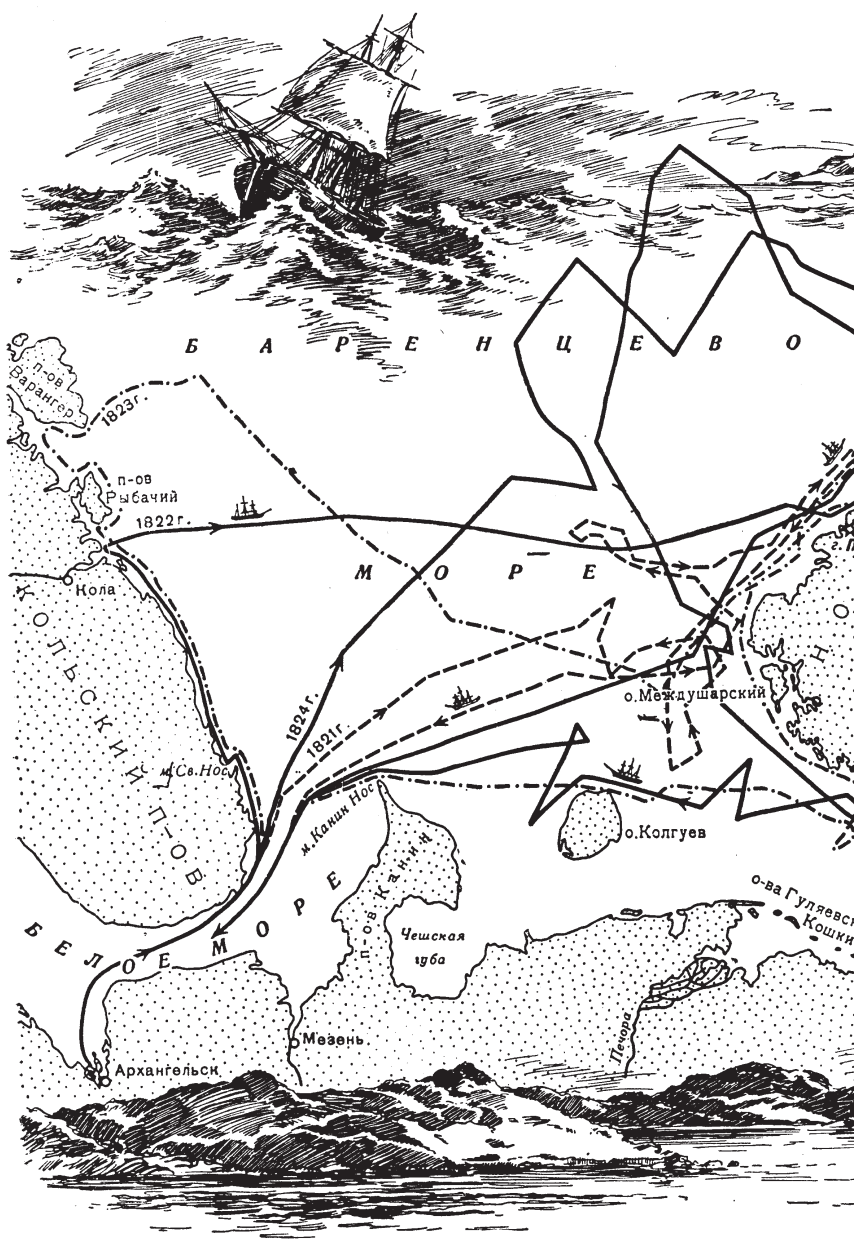 БАРЕНЦЕВО
п-ов
Варангер
1823г.
п-ов
Рыбачий
1822г.
МОРЕ
Кола
КОЛЬСКИЙ П-ОВ
1824г.
1821г.
о.Междушарский
м.Св.Нос
м.Канин Нос
о.Колгуев
п-ов Канин
БЕЛОЕ МОРЕ
Чешская
губа
о-ва Гуляевск
Кошки
Мезень
Печора
Архангельск